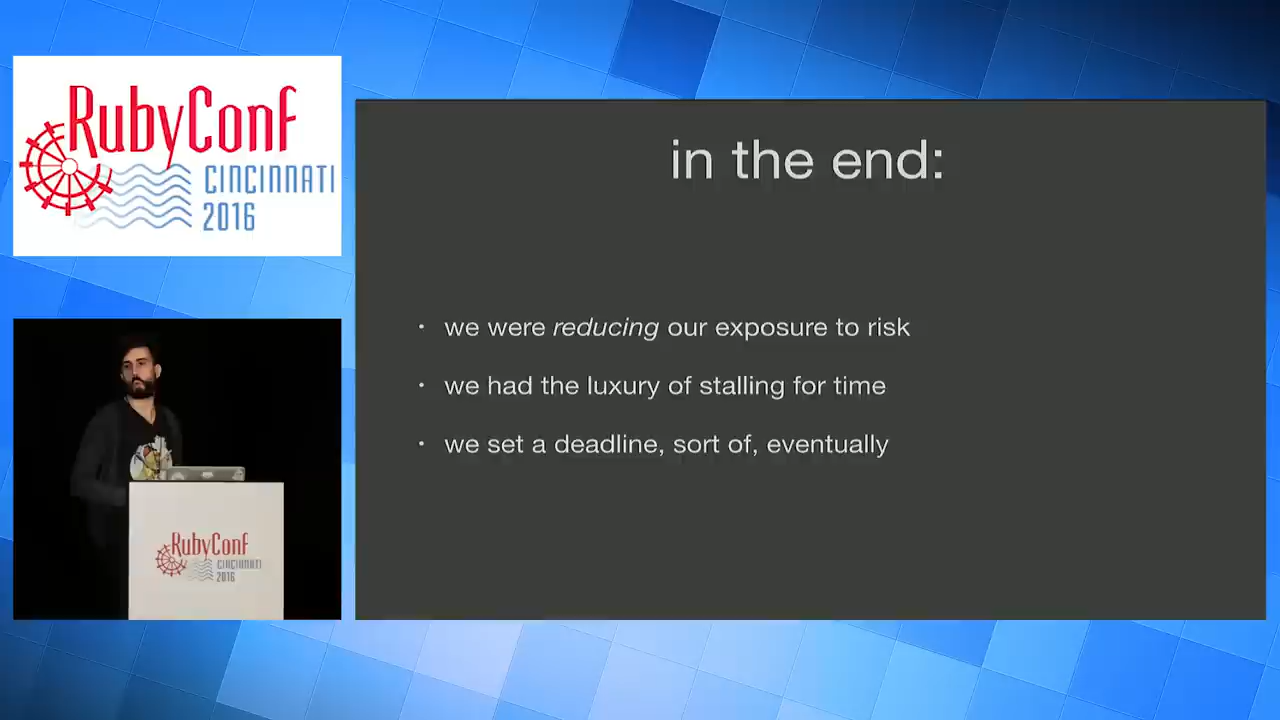 RubyConf
CINCINNATI
2016
in the end:
• we were reducing our exposure to risk
• we had the luxury of stalling for time
• we set a deadline, sort of, eventually
RubyConf
CINCINNATI
2016